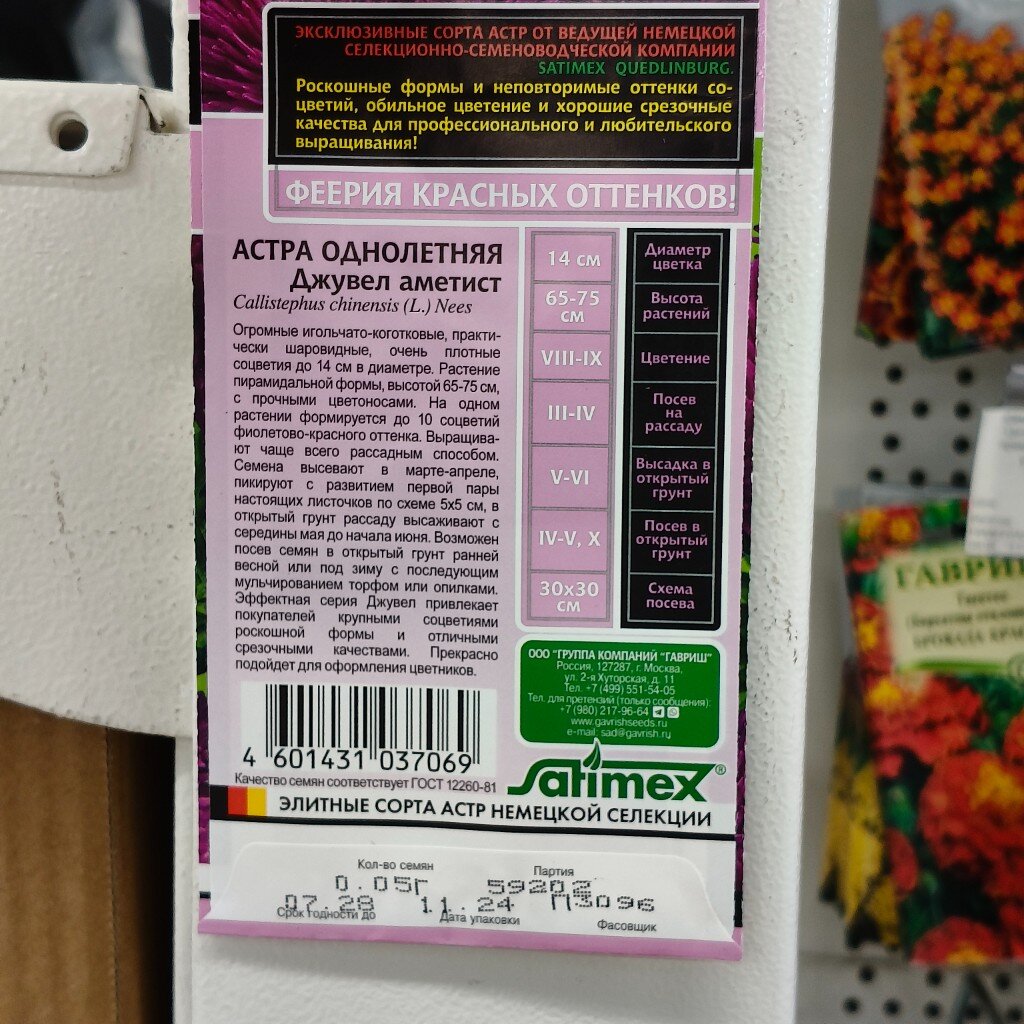 ЭКСКЛЮЗИВНЫЕ СОРТА АСТР ОТ ВЕДУЩЕЙ НЕМЕЦКОЙ
СЕЛЕКЦИОННО-СЕМЕНОВОДЧЕСКОЙ КОМПАНИИ
SATIMEX QUEDLINBURG.
Роскошные формы и неповторимые оттенки со-
цветий, обильное цветение и хорошие срезочные
качества для профессионального и любительского
выращивания!
ФЕЕРИЯ КРАСНЫХ ОТТЕНКОВ!
АСТРА ОДНОЛЕТНЯЯ
Джувел аметист
Callistephus chinensis (L.) Nees
Огромные игольчато-коготковые, практи-
чески шаровидные, очень плотные
соцветия до 14 см в диаметре. Растение
пирамидальной формы, высотой 65-75 см,
с прочными цветоносами. На одном
растении формируется до 10 соцветий
фиолетово-красного оттенка. Выращива-
ют чаще всего рассадным способом.
Семена высевают в марте-апреле,
пикируют с развитием первой пары
настоящих листочков по схеме 5х5 см, в
открытый грунт рассаду высаживают с
середины мая до начала июня. Возможен
посев семян в открытый грунт ранней
весной или под зиму с последующим
мульчированием торфом или опилками.
Эффектная серия Джувел привлекает
покупателей крупными соцветиями
роскошной формы и отличными
срезочными качествами. Прекрасно
подойдет для оформления цветников.
14 см
Диаметр
цветка
65-75
см
Высота
растений
VIII-IX
Цветение
III-IV
Посев
на
рассаду
V-VI
Высадка в
открытый
грунт
IV-V, X
Посев в
открытый
грунт
30х30
см
Схема
посева
ООО "ГРУППА КОМПАНИЙ "ГАВРИШ"
Россия, 127287, г. Москва,
ул. 2-я Хуторская, д. 11
Тел. +7 (499) 551-54-05
Тел. для претензий (только сообщения):
+7 (980) 217-96-64
www.gavrishseeds.ru
e-mail: sad@gavrish.ru
4 601431 037069
Качество семян соответствует ГОСТ 12260-81
Satimex®
ЭЛИТНЫЕ СОРТА АСТР НЕМЕЦКОЙ СЕЛЕКЦИИ
Кол-во семян
Партия
0.05г 59202
07.28 11.24 П3096
Срок годности до
Дата упаковки
Фасовщик